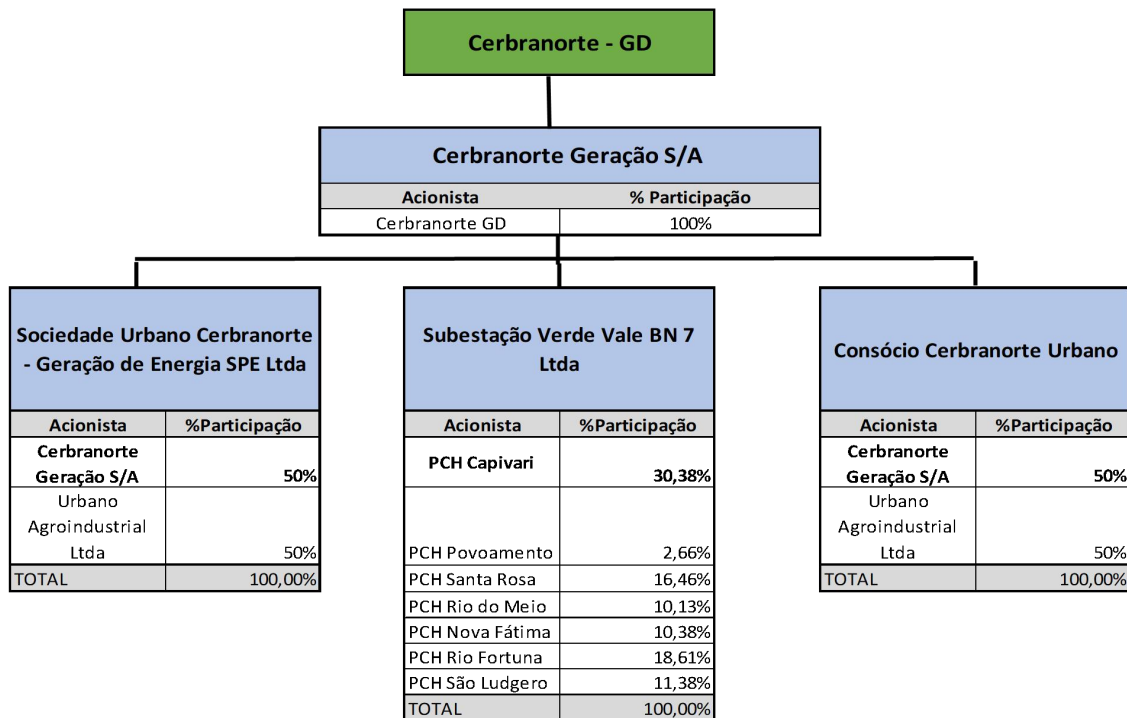 Cerbranorte - GD
Cerbranorte Geração S/A
Acionista % Participação
Cerbranorte GD 100%
Sociedade Urbano Cerbranorte
- Geração de Energia SPE Ltda
Acionista %Participação
Cerbranorte
Geração S/A 50%
Urbano
Agroindustrial
Ltda 50%
TOTAL 100,00%
Subestação Verde Vale BN 7
Ltda
Acionista %Participação
PCH Capivari 30,38%
PCH Povoamento 2,66%
PCH Santa Rosa 16,46%
PCH Rio do Meio 10,13%
PCH Nova Fátima 10,38%
PCH Rio Fortuna 18,61%
PCH São Ludgero 11,38%
TOTAL 100,00%
Consócio Cerbranorte Urbano
Acionista %Participação
Cerbranorte
Geração S/A 50%
Urbano
Agroindustrial
Ltda 50%
TOTAL 100,00%